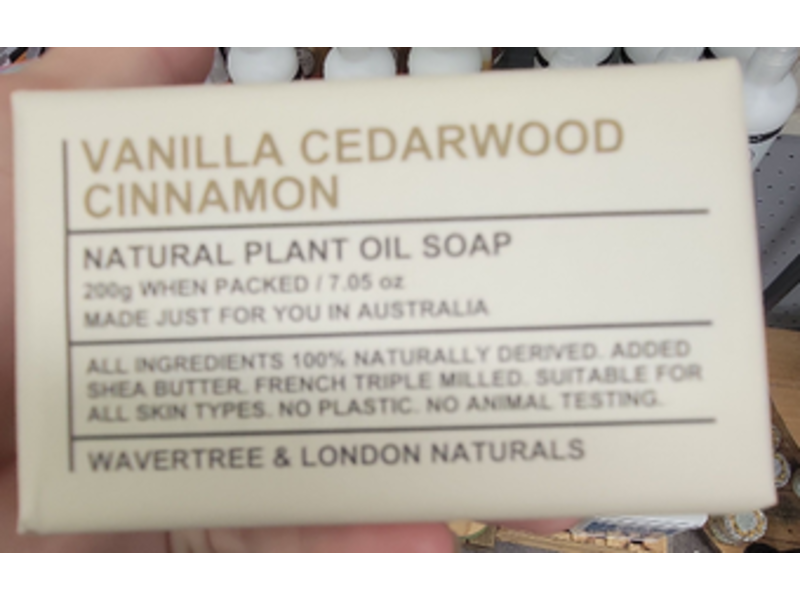 VANILLA CEDARWOOD
CINNAMON
NATURAL PLANT OIL SOAP
200g WHEN PACKED / 7.05 oz
MADE JUST FOR YOU IN AUSTRALIA
ALL INGREDIENTS 100% NATURALLY DERIVED. ADDED
SHEA BUTTER. FRENCH TRIPLE MILLED. SUITABLE FOR
ALL SKIN TYPES. NO PLASTIC. NO ANIMAL TESTING.
WAVERTREE & LONDON NATURALS